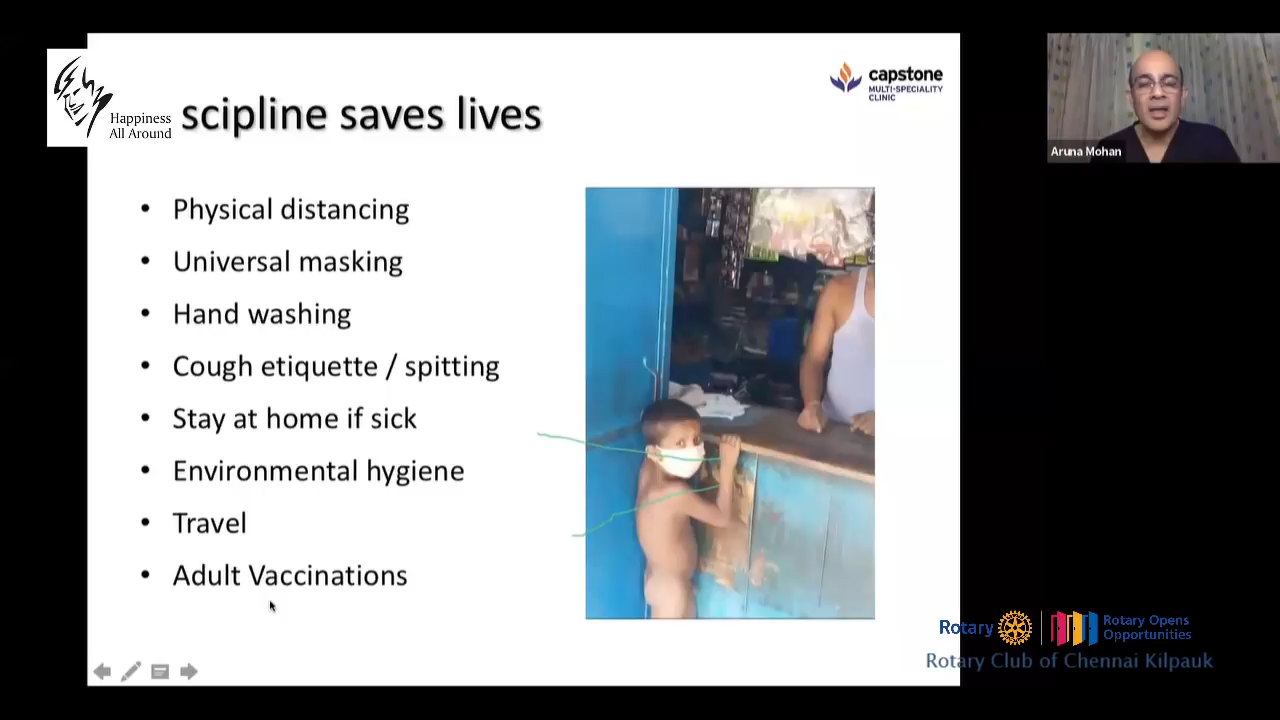 Happiness
All Around
scipline saves lives
capstone
MULTI-SPECIALITY
CLINIC
Aruna Mohan
• Physical distancing
• Universal masking
• Hand washing
• Cough etiquette / spitting
• Stay at home if sick
• Environmental hygiene
• Travel
• Adult Vaccinations
Rotary
Rotary Opens
Opportunities
Rotary Club of Chennai Kilpauk